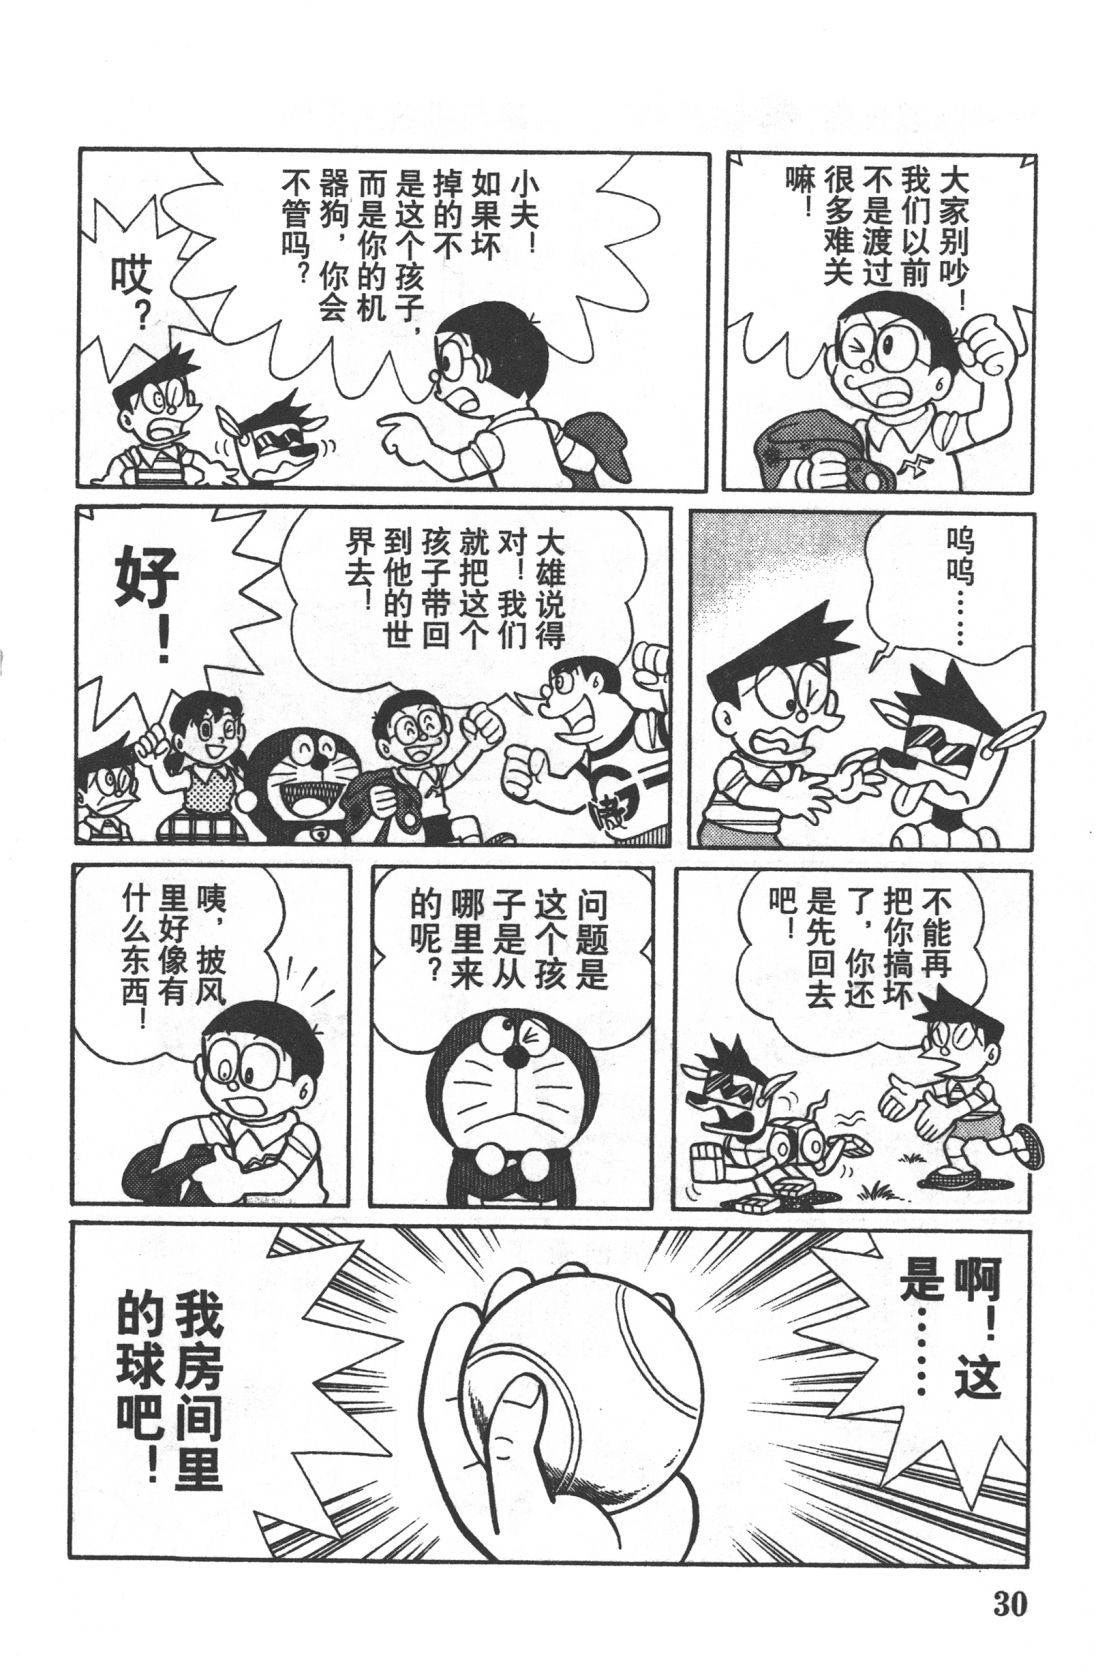 大家别吵！
我们以前
不是渡过
很多难关
嘛！
小夫！
如果坏
掉的不
是这个孩子，
而是你的机
器狗，你会
不管吗？
哎？
呜
呜……
大雄说得
对！我们
就把这个
孩子带回
到他的世
界去！
好！
不能再
把你搞坏
了，你还
是先回去
吧！
问题是
这个孩
子是从
哪里来
的呢？
咦，披风
里好像有
什么东西！
啊！这
是……
我房间里
的球吧！
30